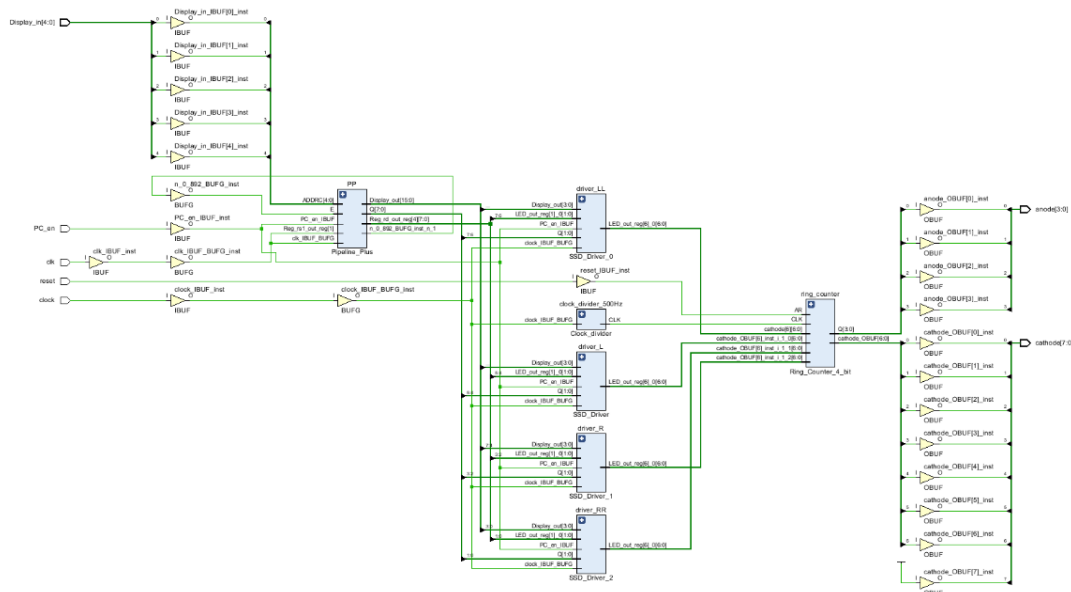 Display_in[4:0]
Display_in_IBUF[0]_inst
I O
IBUF
Display_in_IBUF[1]_inst
I O
IBUF
Display_in_IBUF[2]_inst
I O
IBUF
Display_in_IBUF[3]_inst
I O
IBUF
Display_in_IBUF[4]_inst
I O
IBUF
n_0_892_BUFG_inst
I O
BUFG
PC_en
PC_en_IBUF_inst
I O
IBUF
clk
clk_IBUF_inst
I O
IBUF
clk_IBUF_BUFG_inst
I O
BUFG
reset
reset_IBUF_inst
I O
IBUF
clock
clock_IBUF_inst
I O
IBUF
clock_IBUF_BUFG_inst
I O
BUFG
PP
ADDRC[4:0]
E
PC_en_IBUF
Reg_rs1_out_reg[1]
clk_IBUF_BUFG
Display_out[15:0]
Q[7:0]
Reg_rd_out_reg[4][7:0]
n_0_892_BUFG_inst_n_1
Pipeline_Plus
driver_LL
Display_out[3:0]
LED_out_reg[1]_0[1:0]
PC_en_IBUF
Q[1:0]
clock_IBUF_BUFG
LED_out_reg[6]_0[6:0]
SSD_Driver_0
clock_divider_500Hz
clock_IBUF_BUFG
CLK
Clock_divider
driver_L
Display_out[3:0]
LED_out_reg[1]_0[1:0]
PC_en_IBUF
Q[1:0]
clock_IBUF_BUFG
LED_out_reg[6]_0[6:0]
SSD_Driver
driver_R
Display_out[3:0]
LED_out_reg[1]_0[1:0]
PC_en_IBUF
Q[1:0]
clock_IBUF_BUFG
LED_out_reg[6]_0[6:0]
SSD_Driver_1
driver_RR
Display_out[3:0]
LED_out_reg[1]_0[1:0]
PC_en_IBUF
Q[1:0]
clock_IBUF_BUFG
LED_out_reg[6]_0[6:0]
SSD_Driver_2
ring_counter
AR
CLK
cathode[6][6:0]
cathode_OBUF[6]_inst_i_1_0[6:0]
cathode_OBUF[6]_inst_i_1_1[6:0]
cathode_OBUF[6]_inst_i_1_2[6:0]
Q[3:0]
cathode_OBUF[6:0]
Ring_Counter_4_bit
anode_OBUF[0]_inst
I O
OBUF
anode_OBUF[1]_inst
I O
OBUF
anode_OBUF[2]_inst
I O
OBUF
anode_OBUF[3]_inst
I O
OBUF
anode[3:0]
cathode_OBUF[0]_inst
I O
OBUF
cathode_OBUF[1]_inst
I O
OBUF
cathode_OBUF[2]_inst
I O
OBUF
cathode_OBUF[3]_inst
I O
OBUF
cathode_OBUF[4]_inst
I O
OBUF
cathode_OBUF[5]_inst
I O
OBUF
cathode_OBUF[6]_inst
I O
OBUF
cathode_OBUF[7]_inst
I O
OBUF
cathode[7:0